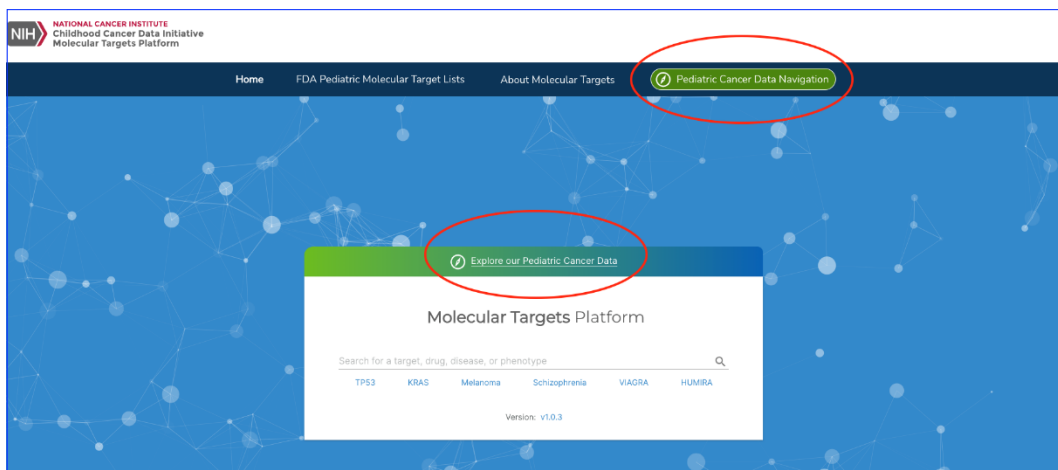 NIH
NATIONAL CANCER INSTITUTE
Childhood Cancer Data Initiative
Molecular Targets Platform
Home FDA Pediatric Molecular Target Lists About Molecular Targets Pediatric Cancer Data Navigation
Explore our Pediatric Cancer Data
Molecular Targets Platform
Search for a target, drug, disease, or phenotype
TP53 KRAS Melanoma Schizophrenia VIAGRA HUMIRA
Version: v1.0.3